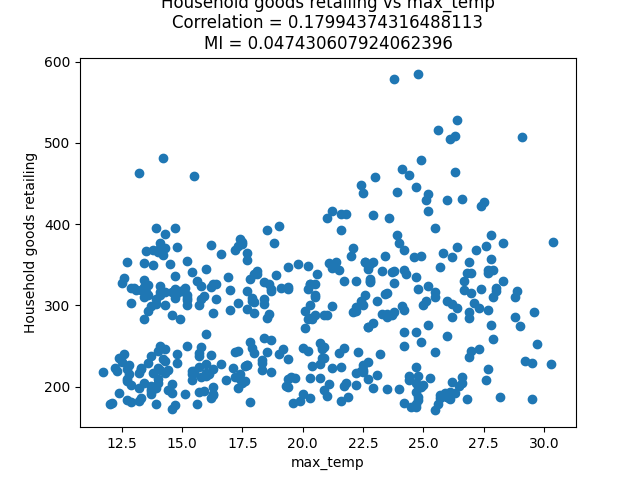 Household goods retailing vs max_temp
Correlation = 0.17994374316488113
MI = 0.047430607924062396
600
500
400
300
200
Household goods retailing
12.5 15.0 17.5 20.0 22.5 25.0 27.5 30.0
max_temp